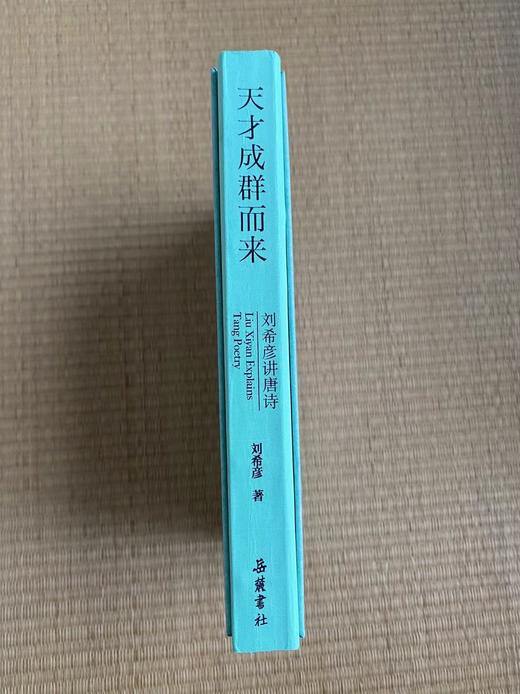 天才成群而来
刘希彦讲唐诗
Liu Xiyan Explains
Tang Poetry
刘希彦 著
岳麓書社